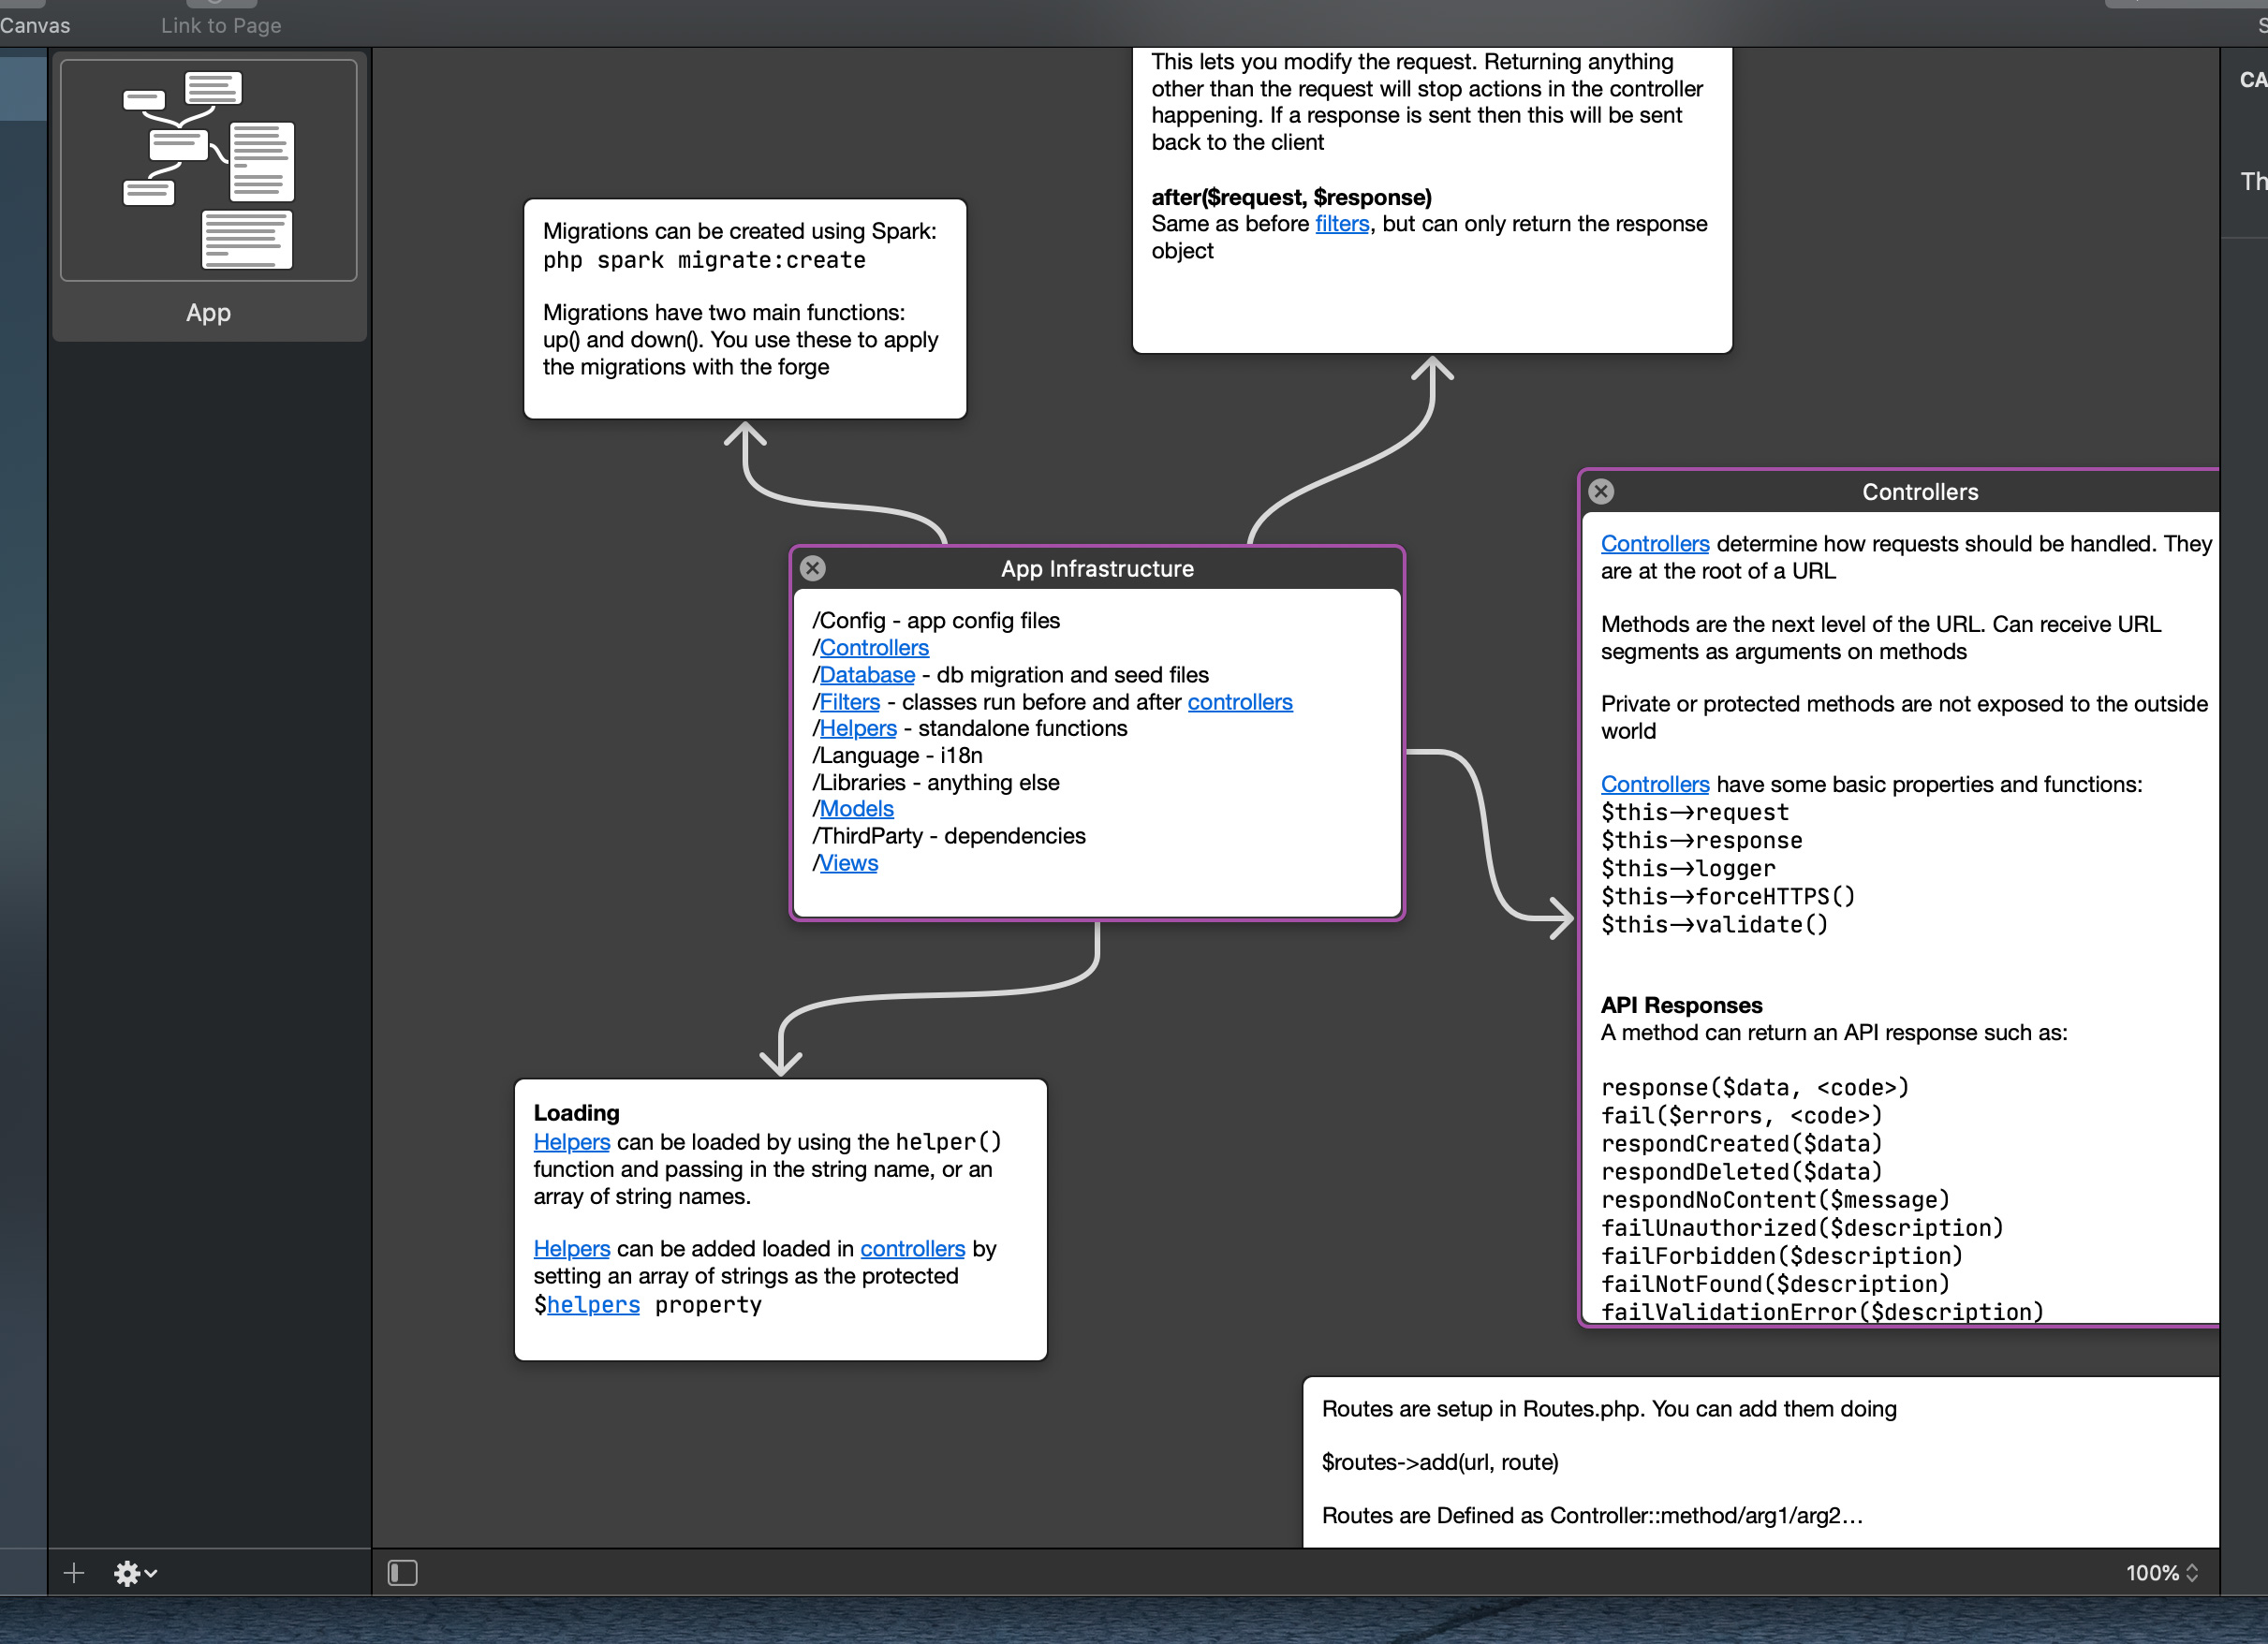 Canvas
Link to Page
App
This lets you modify the request. Returning anything
other than the request will stop actions in the controller
happening. If a response is sent then this will be sent
back to the client
after($request, $response)
Same as before filters, but can only return the response
object
Migrations can be created using Spark:
php spark migrate:create
Migrations have two main functions:
up() and down(). You use these to apply
the migrations with the forge
App Infrastructure
/Config - app config files
/Controllers
/Database - db migration and seed files
/Filters - classes run before and after controllers
/Helpers - standalone functions
/Language - i18n
/Libraries - anything else
/Models
/ThirdParty - dependencies
/Views
Controllers
Controllers determine how requests should be handled. They
are at the root of a URL
Methods are the next level of the URL. Can receive URL
segments as arguments on methods
Private or protected methods are not exposed to the outside
world
Controllers have some basic properties and functions:
$this->request
$this->response
$this->logger
$this->forceHTTPS()
$this->validate()
API Responses
A method can return an API response such as:
response($data, <code>)
fail($errors, <code>)
respondCreated($data)
respondDeleted($data)
respondNoContent($message)
failUnauthorized($description)
failForbidden($description)
failNotFound($description)
failValidationError($description)
Loading
Helpers can be loaded by using the helper()
function and passing in the string name, or an
array of string names.
Helpers can be added loaded in controllers by
setting an array of strings as the protected
$helpers property
Routes are setup in Routes.php. You can add them doing
$routes->add(url, route)
Routes are Defined as Controller::method/arg1/arg2…
100%